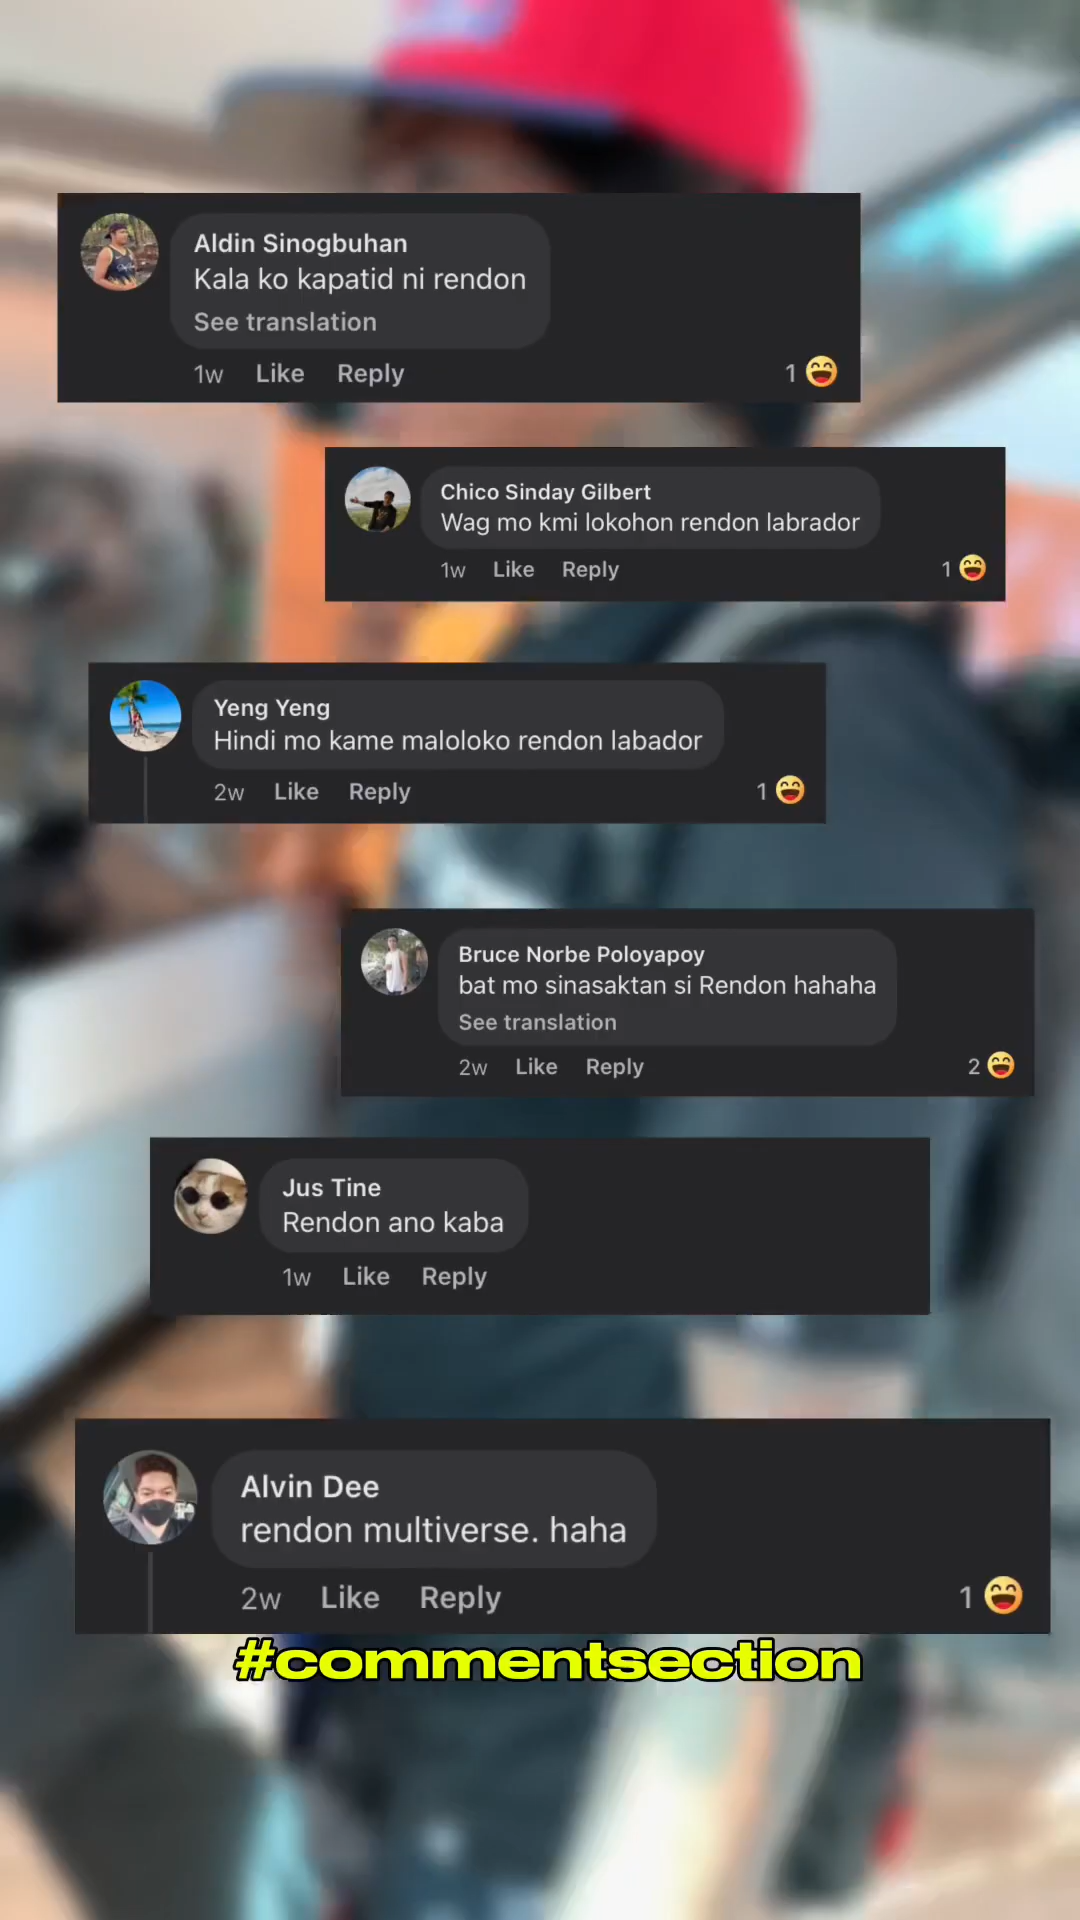 Aldin Sinogbuhan
Kala ko kapatid ni rendon
See translation
1w Like Reply 1
Chico Sinday Gilbert
Wag mo kmi lokohon rendon labrador
1w Like Reply 1
Yeng Yeng
Hindi mo kame maloloko rendon labador
2w Like Reply 1
Bruce Norbe Poloyapoy
bat mo sinasaktan si Rendon hahaha
See translation
2w Like Reply 2
Jus Tine
Rendon ano kaba
1w Like Reply
Alvin Dee
rendon multiverse. haha
2w Like Reply 1
#commentsection